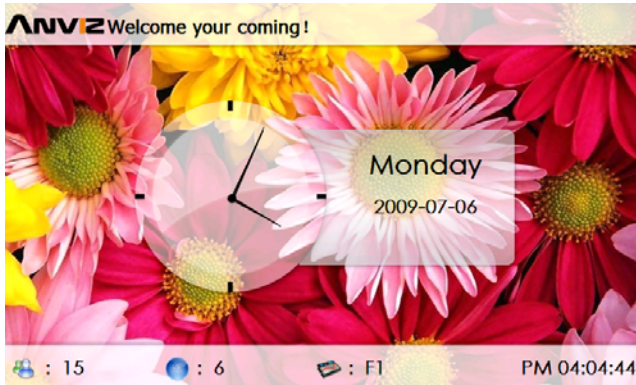 ANVIZ Welcome your coming!
Monday
2009-07-06
: 15
: 6
: F1
PM 04:04:44